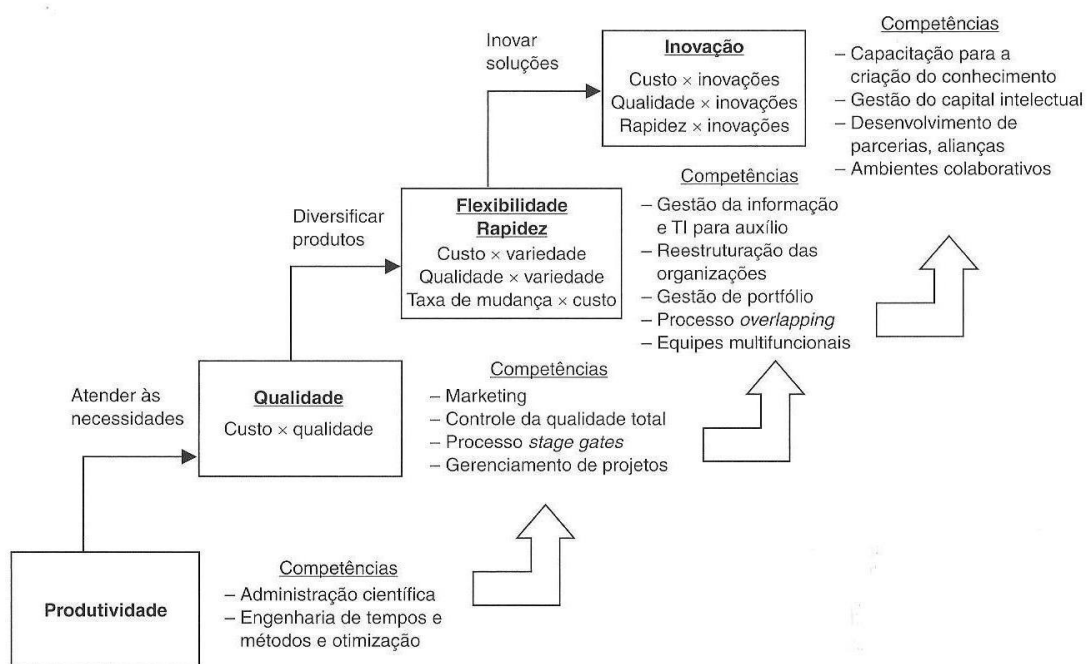 Competências
– Capacitação para a
criação do conhecimento
– Gestão do capital intelectual
– Desenvolvimento de
parcerias, alianças
– Ambientes colaborativos
Inovar
soluções
Inovação
Custo × inovações
Qualidade × inovações
Rapidez × inovações
Competências
– Gestão da informação
e TI para auxílio
– Reestruturação das
organizações
– Gestão de portfólio
– Processo overlapping
– Equipes multifuncionais
Diversificar
produtos
Flexibilidade
Rapidez
Custo × variedade
Qualidade × variedade
Taxa de mudança × custo
Competências
– Marketing
– Controle da qualidade total
– Processo stage gates
– Gerenciamento de projetos
Atender às
necessidades
Qualidade
Custo × qualidade
Competências
– Administração científica
– Engenharia de tempos e
métodos e otimização
Produtividade